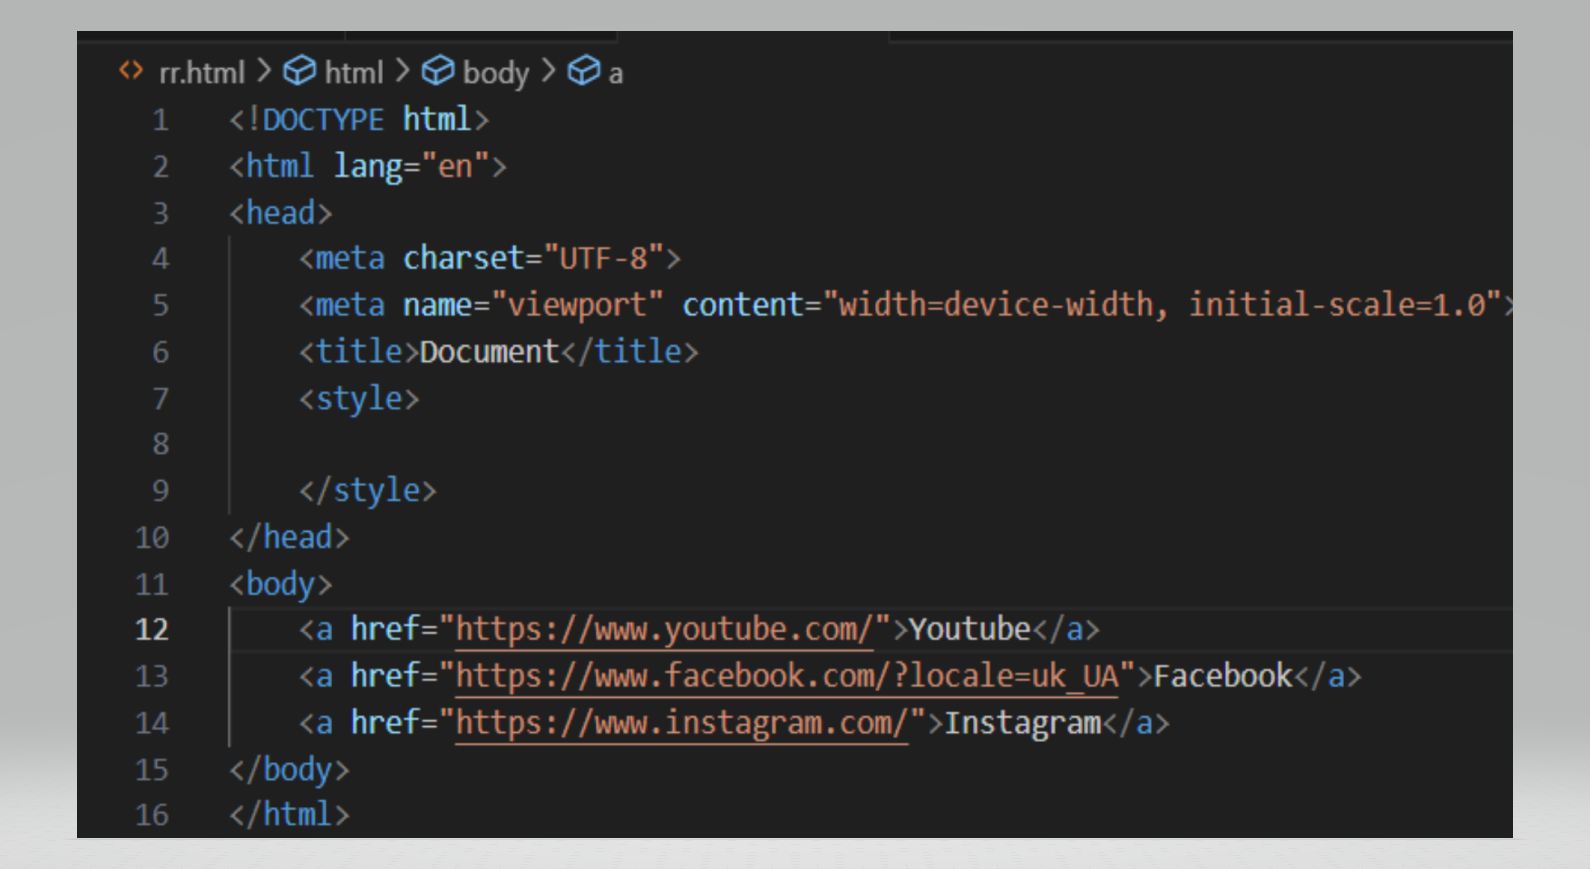 rr.html > html > body > a
1 <!DOCTYPE html>
2 <html lang="en">
3 <head>
4 <meta charset="UTF-8">
5 <meta name="viewport" content="width=device-width, initial-scale=1.0">
6 <title>Document</title>
7 <style>
8
9 </style>
10 </head>
11 <body>
12 <a href="https://www.youtube.com/">Youtube</a>
13 <a href="https://www.facebook.com/?locale=uk_UA">Facebook</a>
14 <a href="https://www.instagram.com/">Instagram</a>
15 </body>
16 </html>